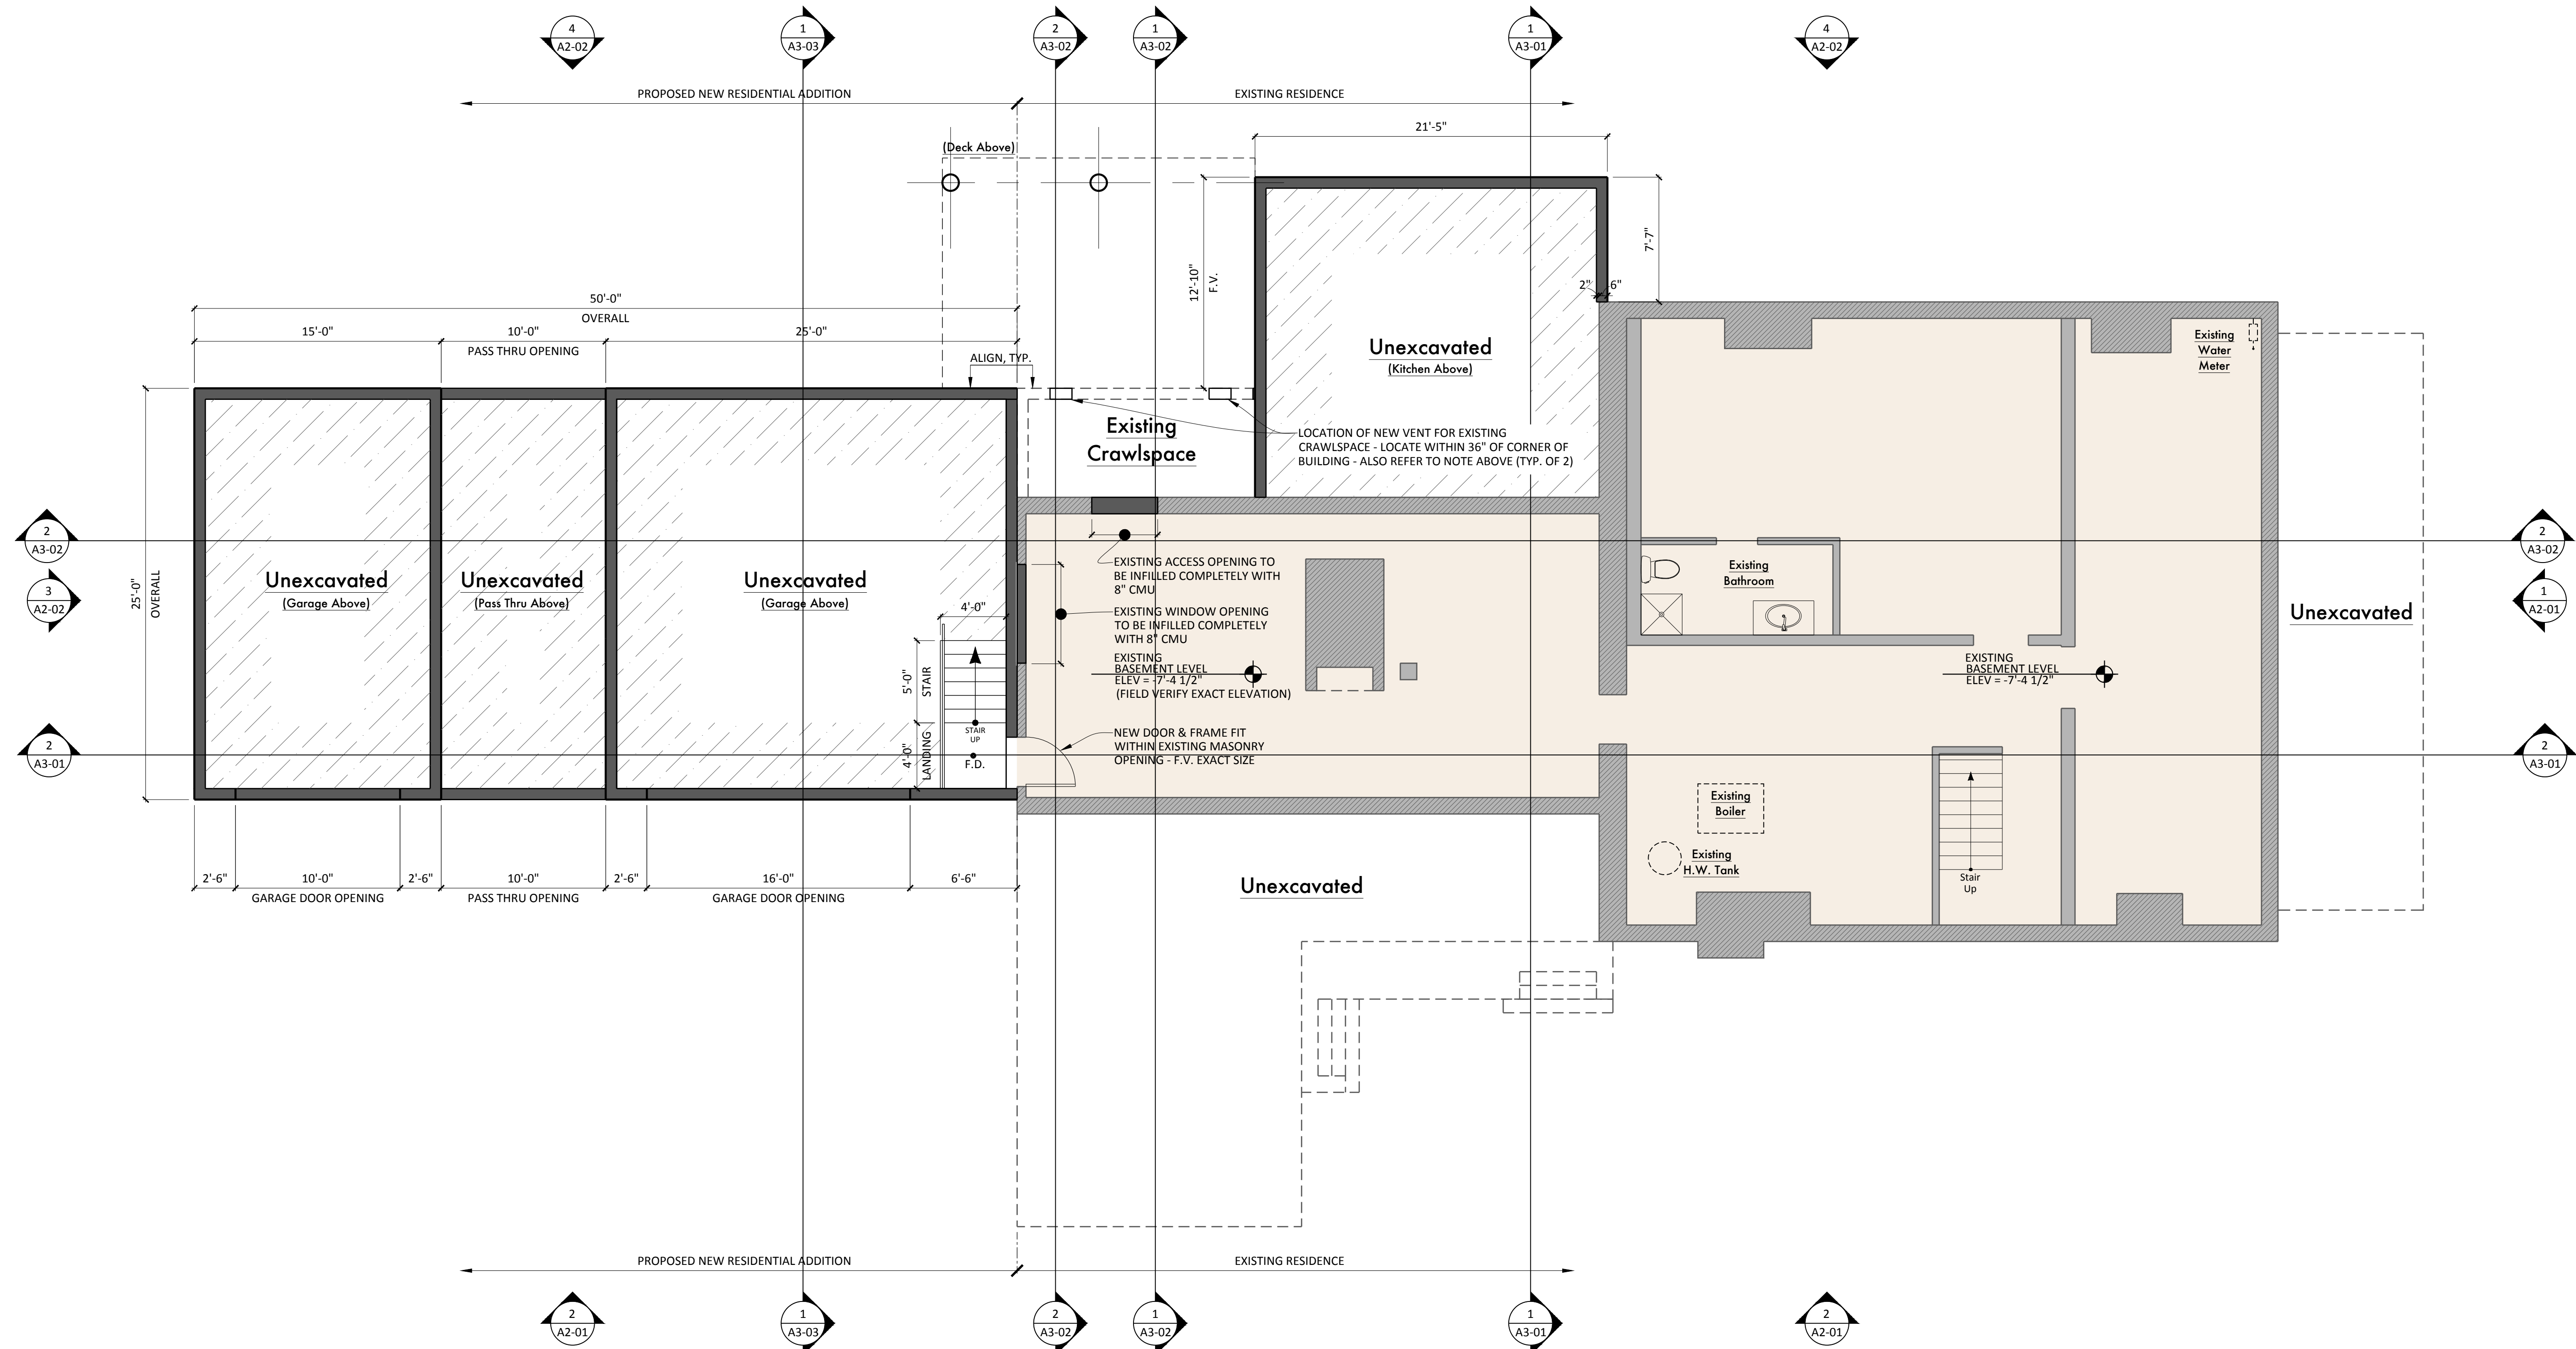 4
A2-02
1
A3-03
2
A3-02
1
A3-02
1
A3-01
4
A2-02
PROPOSED NEW RESIDENTIAL ADDITION
EXISTING RESIDENCE
21'-5"
(Deck Above)
12'-10"
F.V.
7'-7"
2"
6"
50'-0"
OVERALL
15'-0"
10'-0"
PASS THRU OPENING
25'-0"
ALIGN, TYP.
Unexcavated
(Kitchen Above)
Existing
Water
Meter
Existing
Crawlspace
LOCATION OF NEW VENT FOR EXISTING
CRAWLSPACE - LOCATE WITHIN 36" OF CORNER OF
BUILDING - ALSO REFER TO NOTE ABOVE (TYP. OF 2)
2
A3-02
2
A3-02
3
A2-02
1
A2-01
25'-0"
OVERALL
Unexcavated
(Garage Above)
Unexcavated
(Pass Thru Above)
Unexcavated
(Garage Above)
EXISTING ACCESS OPENING TO
BE INFILLED COMPLETELY WITH
8" CMU
EXISTING WINDOW OPENING
TO BE INFILLED COMPLETELY
WITH 8" CMU
EXISTING
BASEMENT LEVEL
ELEV = -7'-4 1/2"
(FIELD VERIFY EXACT ELEVATION)
Existing
Bathroom
Unexcavated
EXISTING
BASEMENT LEVEL
ELEV = -7'-4 1/2"
4'-0"
5'-0"
STAIR
4'-0"
LANDING
STAIR
UP
F.D.
NEW DOOR & FRAME FIT
WITHIN EXISTING MASONRY
OPENING - F.V. EXACT SIZE
2
A3-01
2
A3-01
Existing
Boiler
Existing
H.W. Tank
Stair
Up
2'-6"
10'-0"
2'-6"
10'-0"
2'-6"
16'-0"
6'-6"
GARAGE DOOR OPENING
PASS THRU OPENING
GARAGE DOOR OPENING
Unexcavated
PROPOSED NEW RESIDENTIAL ADDITION
EXISTING RESIDENCE
2
A2-01
1
A3-03
2
A3-02
1
A3-02
1
A3-01
2
A2-01